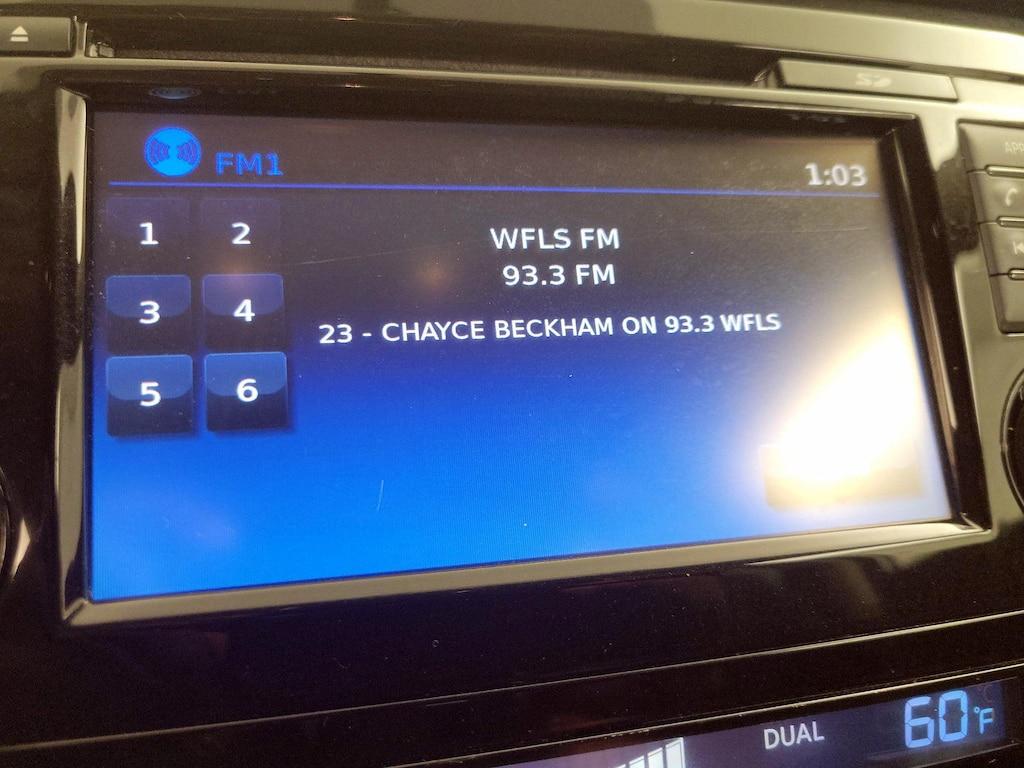 SD
FM1
1:03
1 2
WFLS FM
93.3 FM
3 4
23 - CHAYCE BECKHAM ON 93.3 WFLS
5 6
DUAL
60°F